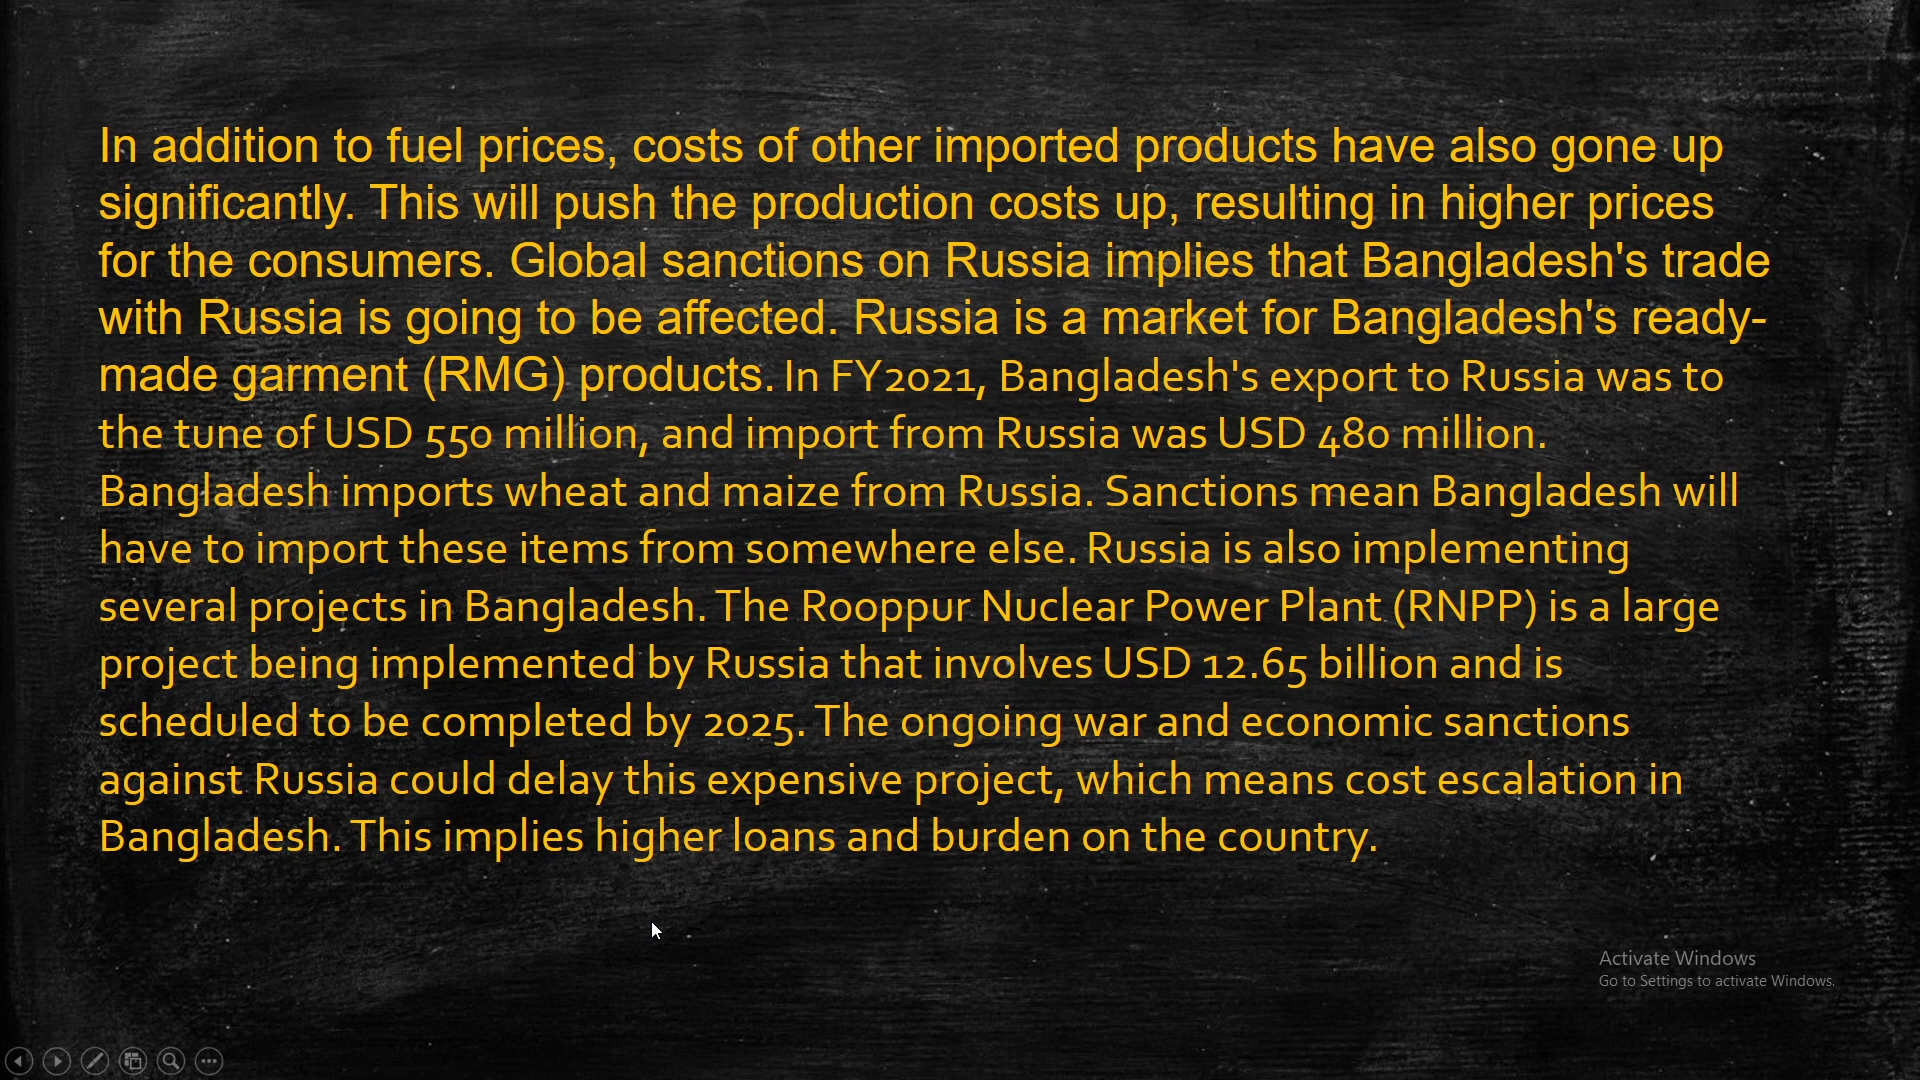 In addition to fuel prices, costs of other imported products have also gone up
significantly. This will push the production costs up, resulting in higher prices
for the consumers. Global sanctions on Russia implies that Bangladesh's trade
with Russia is going to be affected. Russia is a market for Bangladesh's ready-
made garment (RMG) products. In FY2021, Bangladesh's export to Russia was to
the tune of USD 550 million, and import from Russia was USD 480 million.
Bangladesh imports wheat and maize from Russia. Sanctions mean Bangladesh will
have to import these items from somewhere else. Russia is also implementing
several projects in Bangladesh. The Rooppur Nuclear Power Plant (RNPP) is a large
project being implemented by Russia that involves USD 12.65 billion and is
scheduled to be completed by 2025. The ongoing war and economic sanctions
against Russia could delay this expensive project, which means cost escalation in
Bangladesh. This implies higher loans and burden on the country.
Activate Windows
Go to Settings to activate Windows.